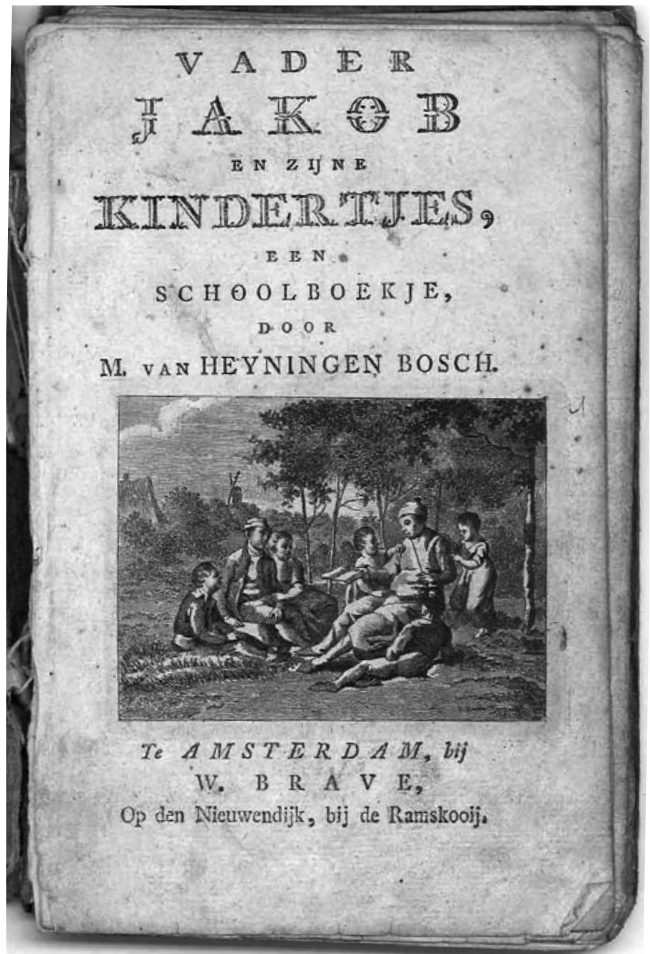 VADER
JAKOB
EN ZIJNE
KINDERTJES,
EEN
SCHOOLBOEKJE,
DOOR
M. VAN HEYNINGEN BOSCH.
Te AMSTERDAM, bij
W. BRAVE,
Op den Nieuwendijk, bij de Ramskooij.